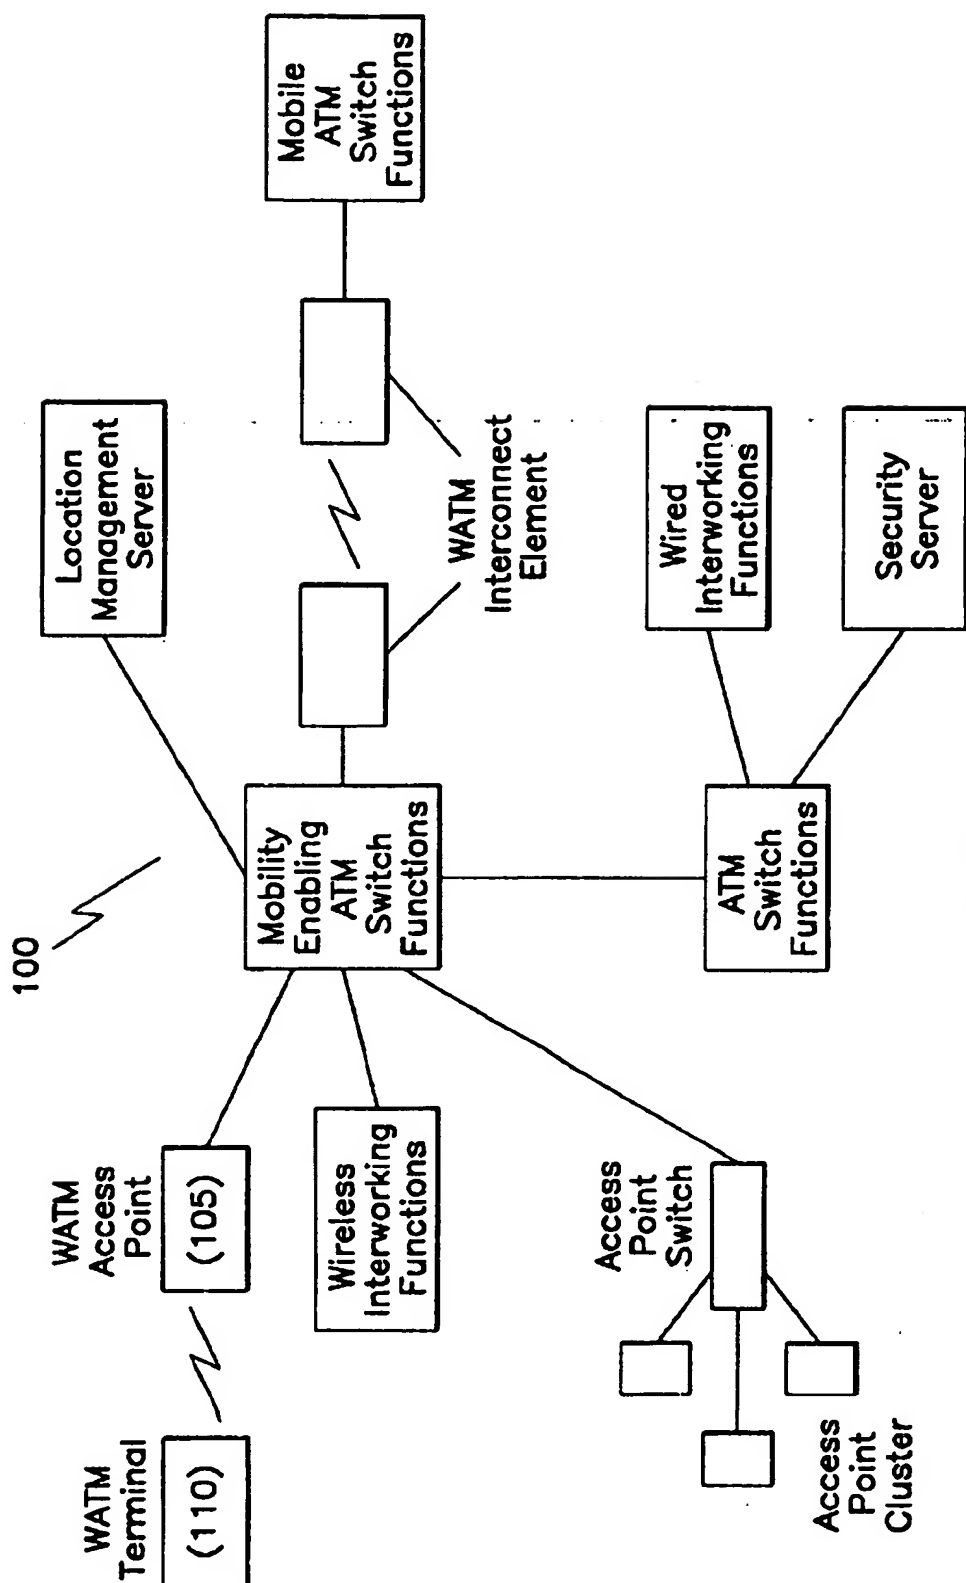 100
WATM
Terminal
(110)
WATM
Access
Point
(105)
Wireless
Interworking
Functions
Access
Point
Switch
Access
Point
Cluster
Mobility
Enabling
ATM
Switch
Functions
Location
Management
Server
WATM
Interconnect
Element
Mobile
ATM
Switch
Functions
ATM
Switch
Functions
Wired
Interworking
Functions
Security
Server